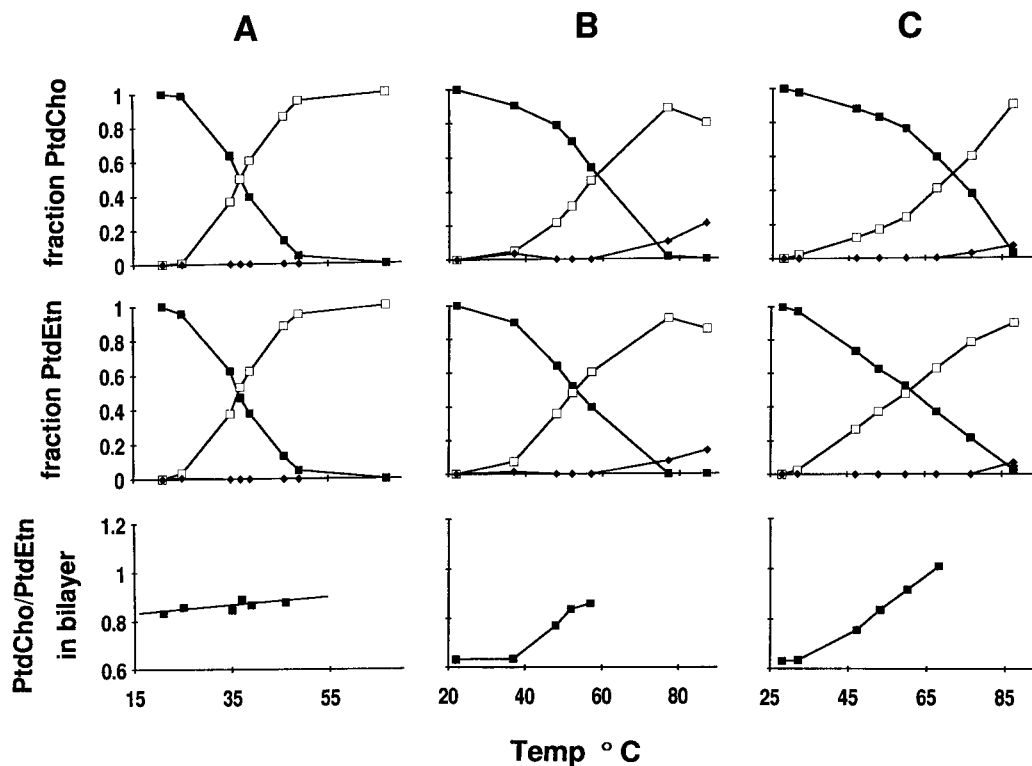 A B C
fraction PtdCho
1
0.8
0.6
0.4
0.2
0
fraction PtdEtn
1
0.8
0.6
0.4
0.2
0
PtdCho/PtdEtn
in bilayer
1.2
1
0.8
0.6
15 35 55
20 40 60 80
25 45 65 85
Temp °C